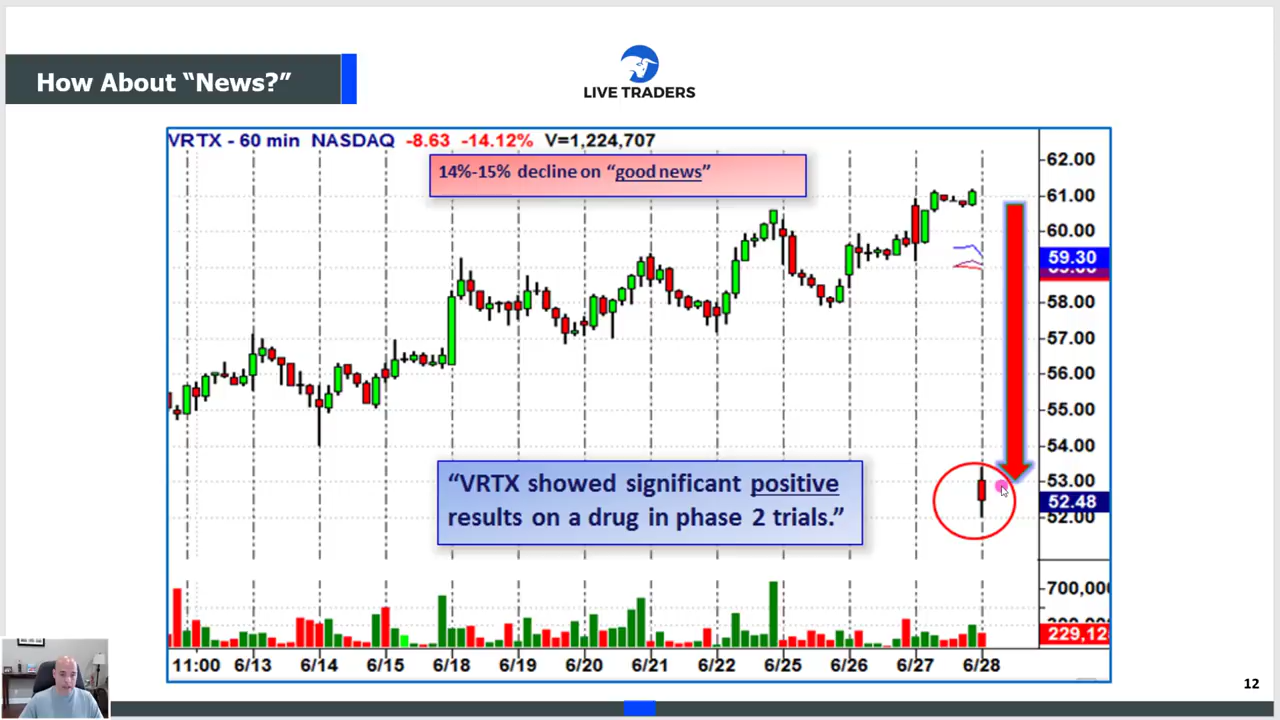 How About “News?”
LIVE TRADERS
VRTX - 60 min NASDAQ -8.63 -14.12% V=1,224,707
14%-15% decline on “good news”
62.00
61.00
60.00
59.30
58.00
57.00
56.00
55.00
54.00
53.00
52.48
52.00
“VRTX showed significant positive
results on a drug in phase 2 trials.”
700,000
229,12
11:00 6/13 6/14 6/15 6/18 6/19 6/20 6/21 6/22 6/25 6/26 6/27 6/28
12